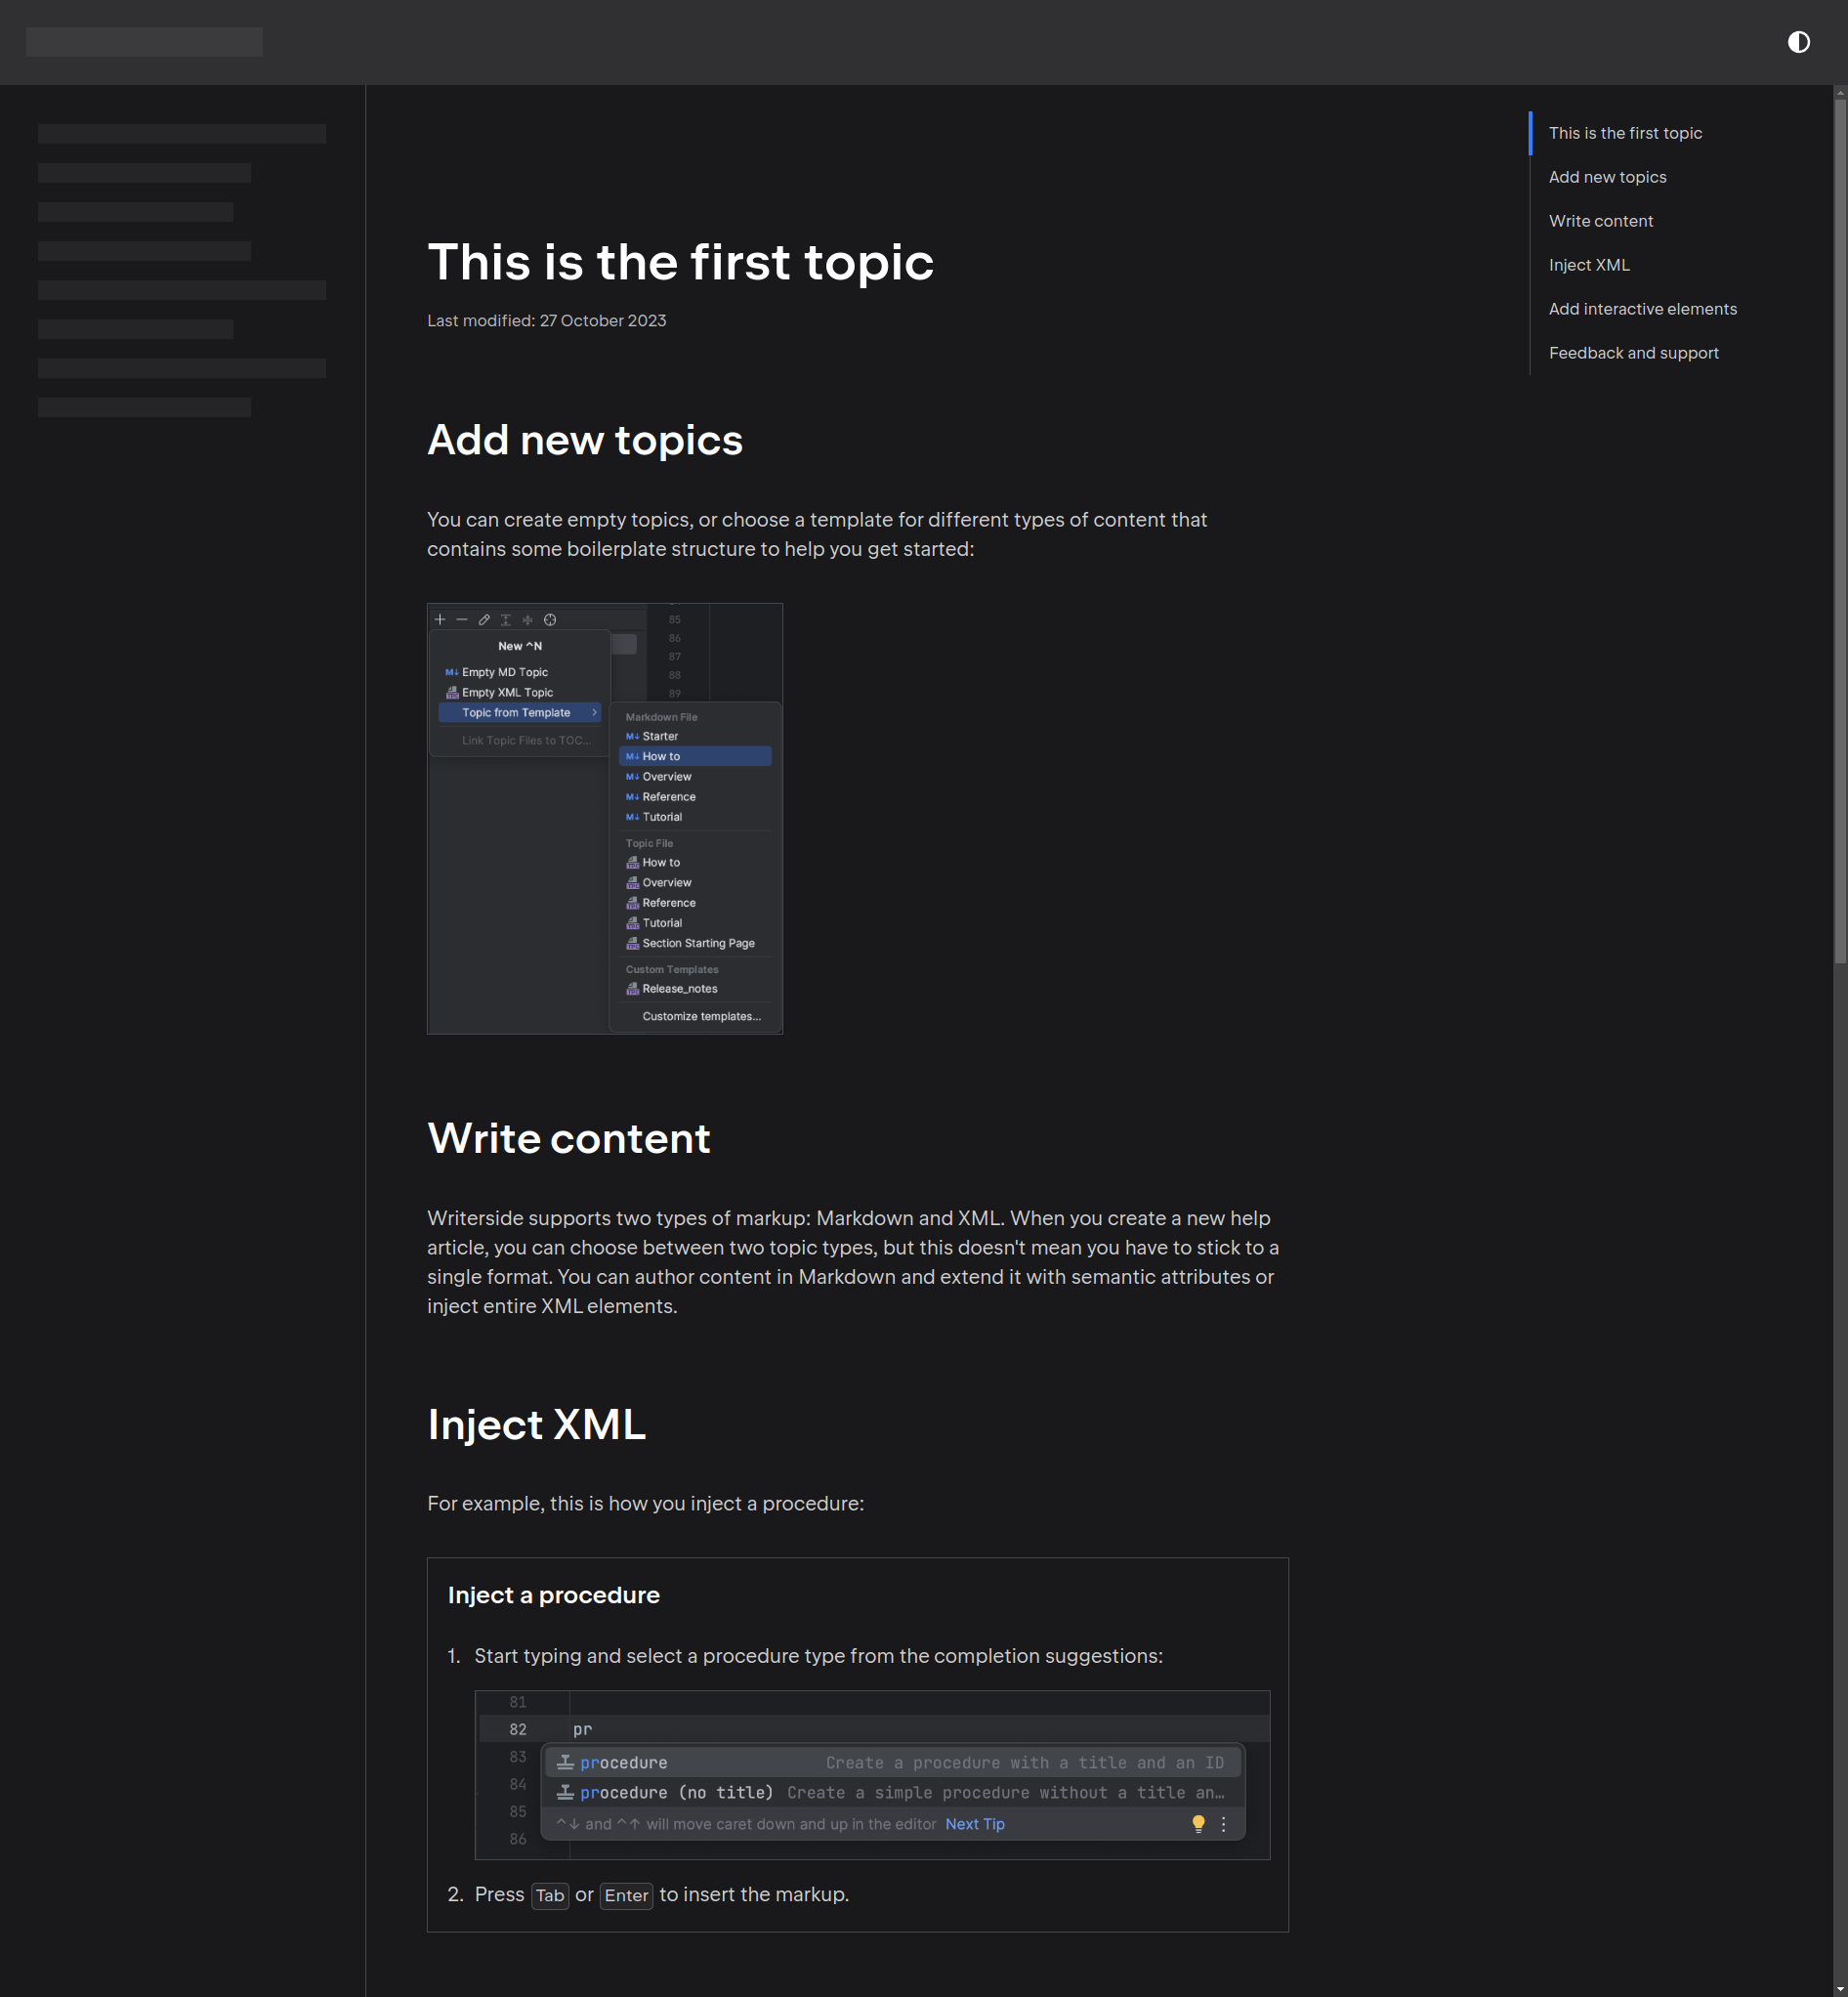 This is the first topic
Add new topics
Write content
Inject XML
Add interactive elements
Feedback and support
This is the first topic
Last modified: 27 October 2023
Add new topics
You can create empty topics, or choose a template for different types of content that
contains some boilerplate structure to help you get started:
85
86
87
88
89
New ^N
M↓ Empty MD Topic
Empty XML Topic
Topic from Template
Link Topic Files to TOC...
Markdown File
M↓ Starter
M↓ How to
M↓ Overview
M↓ Reference
M↓ Tutorial
Topic File
TPC How to
TPC Overview
TPC Reference
TPC Tutorial
TPC Section Starting Page
Custom Templates
TPC Release_notes
Customize templates...
Write content
Writerside supports two types of markup: Markdown and XML. When you create a new help
article, you can choose between two topic types, but this doesn't mean you have to stick to a
single format. You can author content in Markdown and extend it with semantic attributes or
inject entire XML elements.
Inject XML
For example, this is how you inject a procedure:
Inject a procedure
1. Start typing and select a procedure type from the completion suggestions:
81
82 pr
83
84
85
86
procedure Create a procedure with a title and an ID
procedure (no title) Create a simple procedure without a title an…
^↓ and ^↑ will move caret down and up in the editor Next Tip
2. Press Tab or Enter to insert the markup.